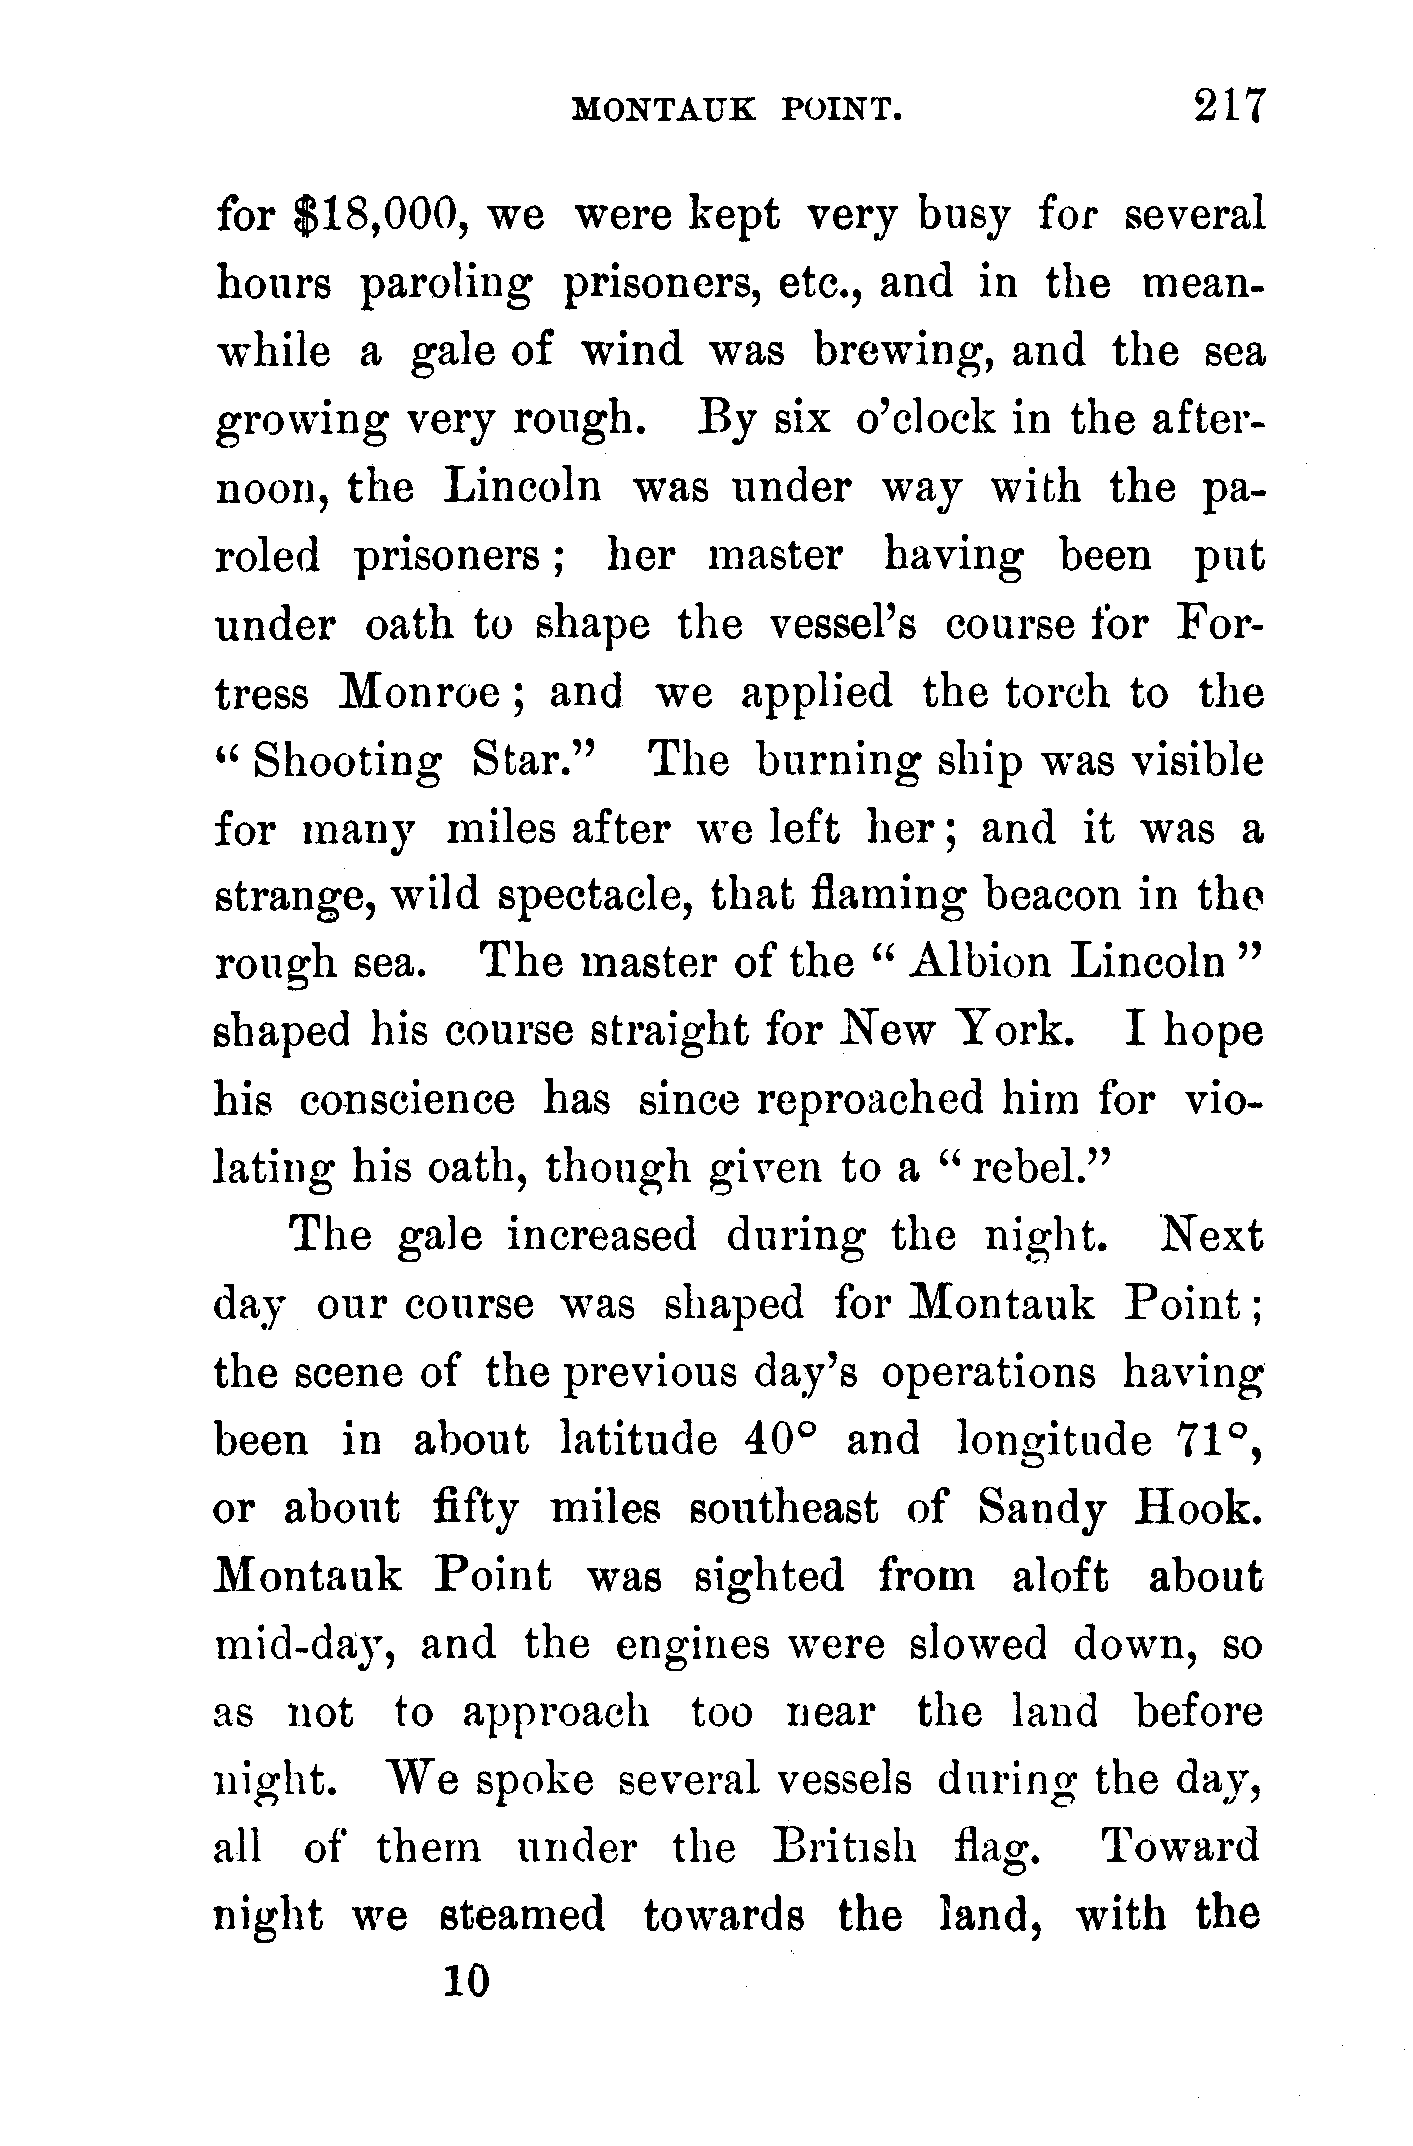 MONTAUK POINT. 217
for $18,000, we were kept very busy for several
hours paroling prisoners, etc., and in the mean-
while a gale of wind was brewing, and the sea
growing very rough. By six o’clock in the after-
noon, the Lincoln was under way with the pa-
roled prisoners ; her master having been put
under oath to shape the vessel’s course for For-
tress Monroe ; and we applied the torch to the
“ Shooting Star.” The burning ship was visible
for many miles after we left her ; and it was a
strange, wild spectacle, that flaming beacon in the
rough sea. The master of the “ Albion Lincoln ”
shaped his course straight for New York. I hope
his conscience has since reproached him for vio-
lating his oath, though given to a “ rebel.”
The gale increased during the night. Next
day our course was shaped for Montauk Point ;
the scene of the previous day’s operations having
been in about latitude 40° and longitude 71°,
or about fifty miles southeast of Sandy Hook.
Montauk Point was sighted from aloft about
mid-day, and the engines were slowed down, so
as not to approach too near the land before
night. We spoke several vessels during the day,
all of them under the British flag. Toward
night we steamed towards the land, with the
10